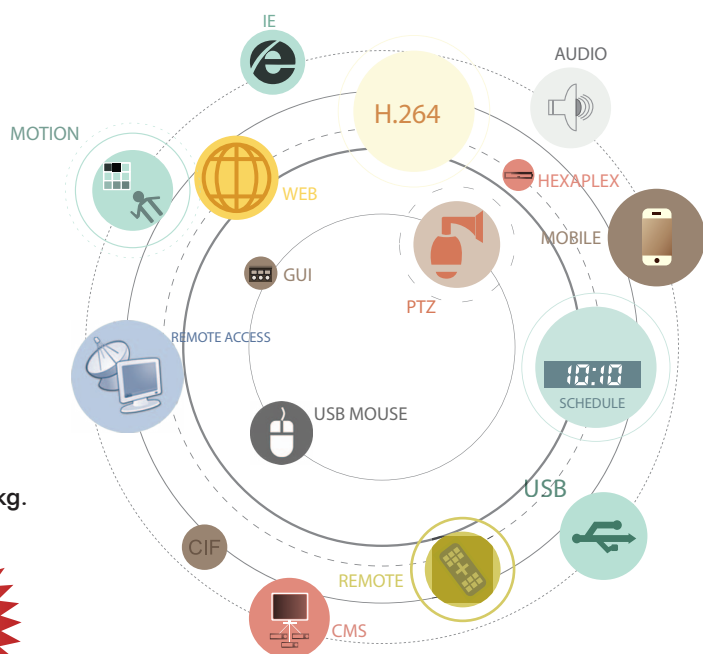 IE
AUDIO
H.264
MOTION
HEXAPLEX
WEB
MOBILE
GUI
PTZ
REMOTE ACCESS
10:10
SCHEDULE
USB MOUSE
USB
kg.
CIF
REMOTE
CMS